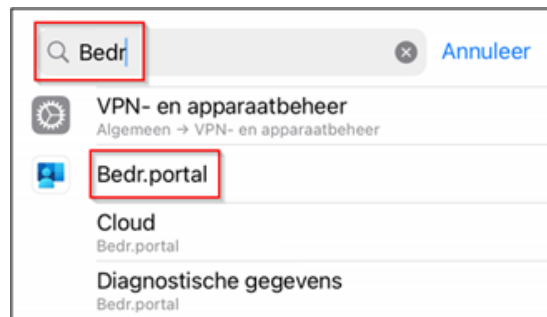 Bedr
Annuleer
VPN- en apparaatbeheer
Algemeen → VPN- en apparaatbeheer
Bedr.portal
Cloud
Bedr.portal
Diagnostische gegevens
Bedr.portal